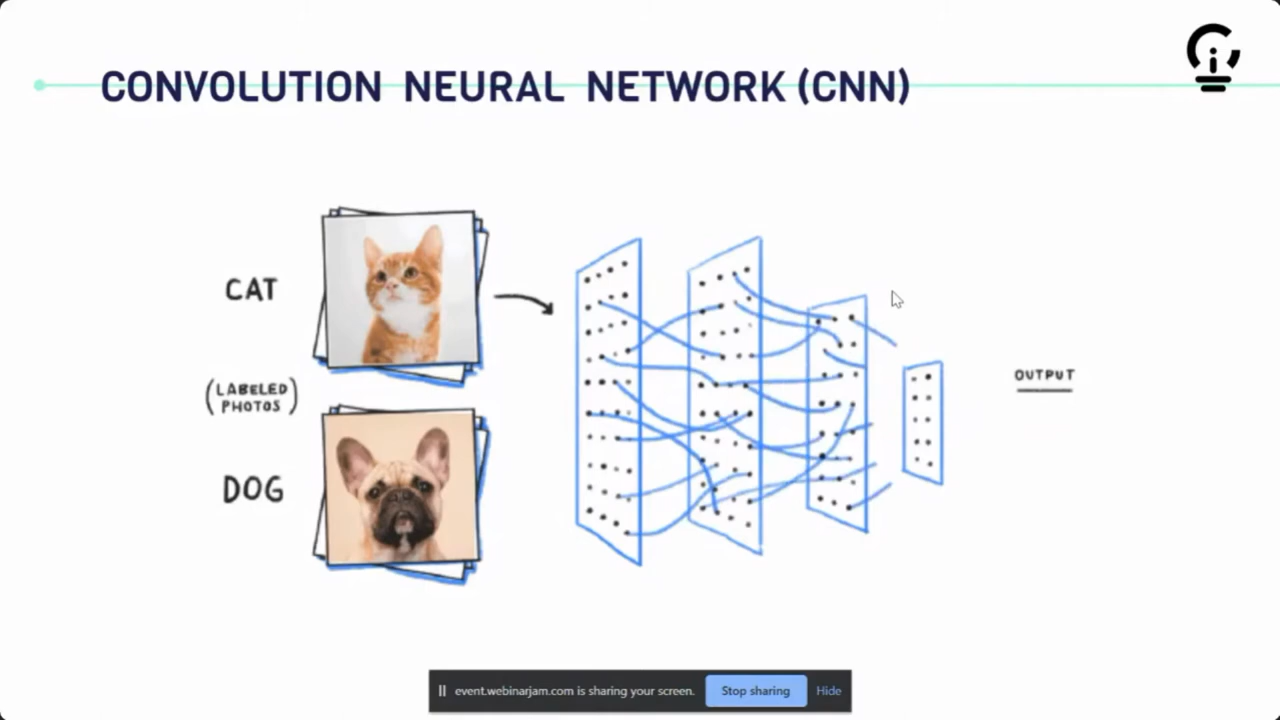 CONVOLUTION NEURAL NETWORK (CNN)
CAT
(LABELED
PHOTOS)
DOG
OUTPUT
event.webinarjam.com is sharing your screen.
Stop sharing
Hide